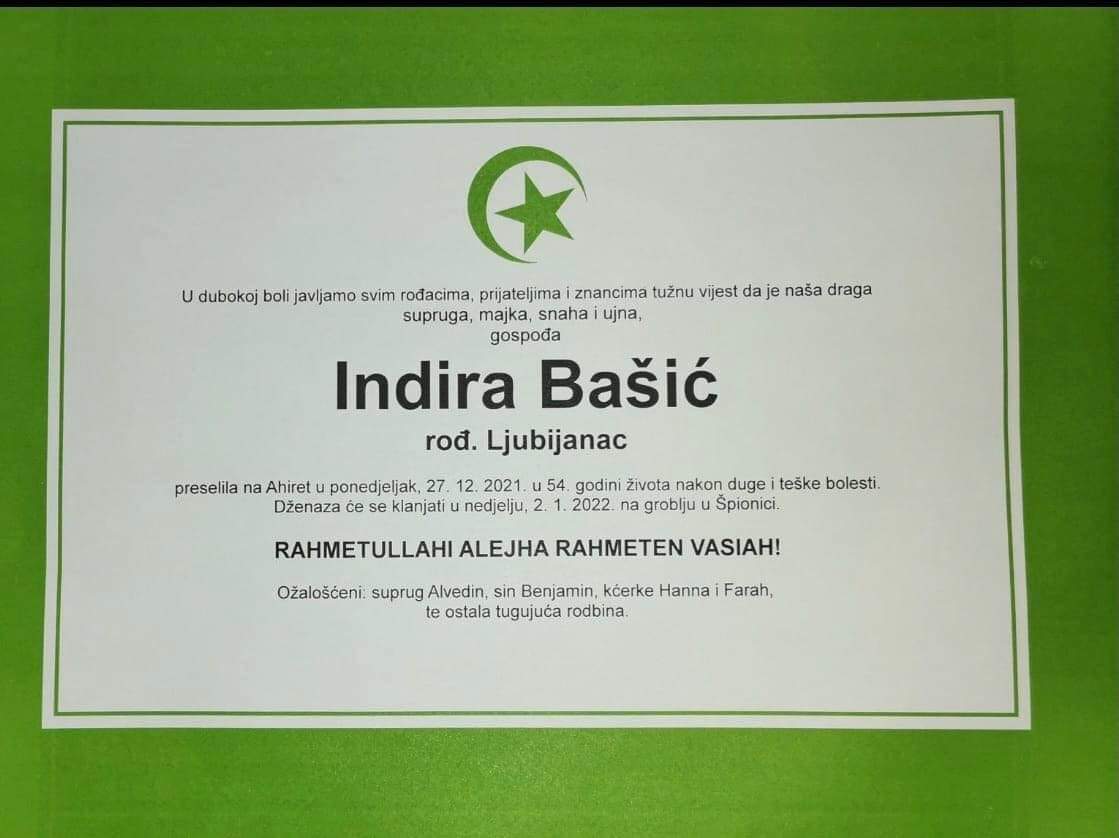 U dubokoj boli javljamo svim rođacima, prijateljima i znancima tužnu vijest da je naša draga
supruga, majka, snaha i ujna,
gospođa
Indira Bašić
rođ. Ljubijanac
preselila na Ahiret u ponedjeljak, 27. 12. 2021. u 54. godini života nakon duge i teške bolesti.
Dženaza će se klanjati u nedjelju, 2. 1. 2022. na groblju u Špionici.
RAHMETULLAHI ALEJHA RAHMETEN VASIAH!
Ožalošćeni: suprug Alvedin, sin Benjamin, kćerke Hanna i Farah,
te ostala tugujuća rodbina.